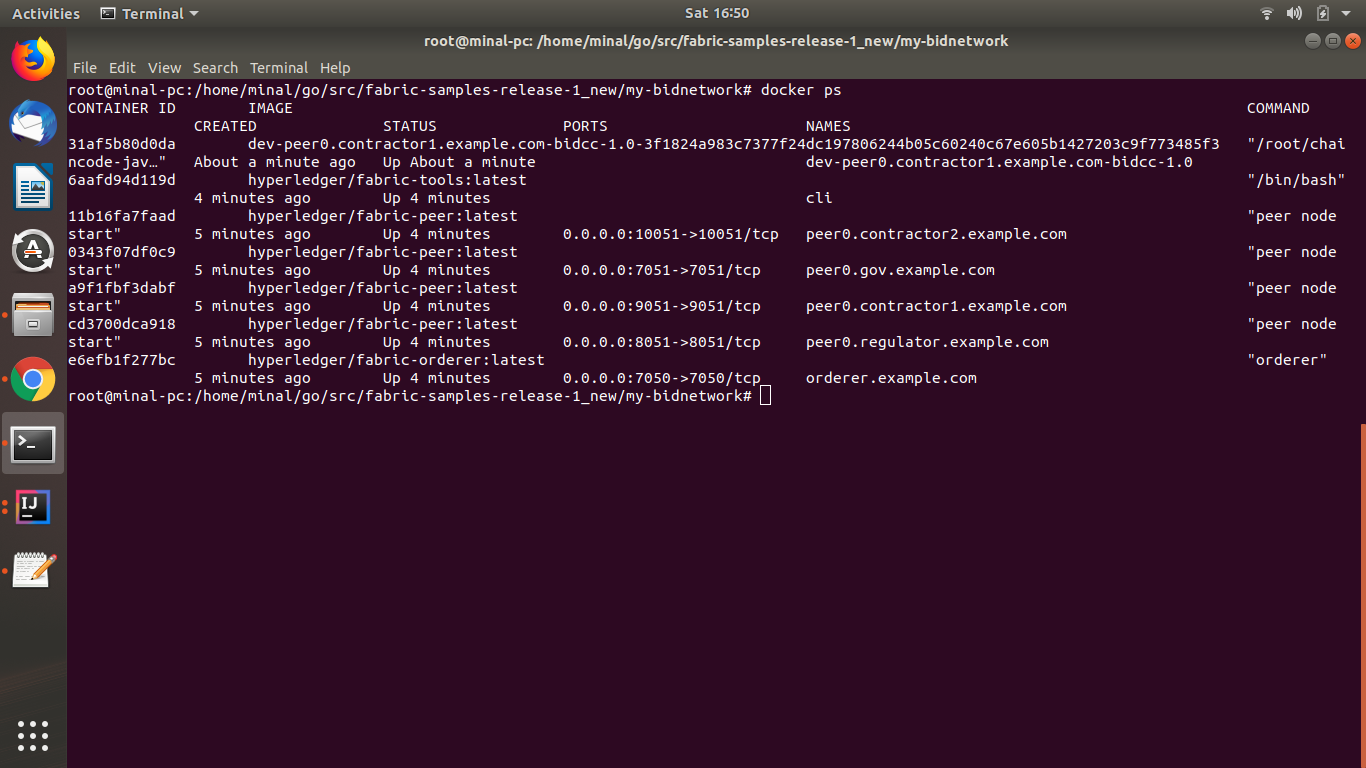 Activities Terminal Sat 16:50
root@minal-pc: /home/minal/go/src/fabric-samples-release-1_new/my-bidnetwork
File Edit View Search Terminal Help
root@minal-pc:/home/minal/go/src/fabric-samples-release-1_new/my-bidnetwork# docker ps
CONTAINER ID IMAGE COMMAND
CREATED STATUS PORTS NAMES
31af5b80d0da dev-peer0.contractor1.example.com-bidcc-1.0-3f1824a983c7377f24dc197806244b05c60240c67e605b1427203c9f773485f3 "/root/chai
ncode-jav…" About a minute ago Up About a minute dev-peer0.contractor1.example.com-bidcc-1.0
6aafd94d119d hyperledger/fabric-tools:latest "/bin/bash"
4 minutes ago Up 4 minutes cli
11b16fa7faad hyperledger/fabric-peer:latest "peer node
start" 5 minutes ago Up 4 minutes 0.0.0.0:10051->10051/tcp peer0.contractor2.example.com
0343f07df0c9 hyperledger/fabric-peer:latest "peer node
start" 5 minutes ago Up 4 minutes 0.0.0.0:7051->7051/tcp peer0.gov.example.com
a9f1fbf3dabf hyperledger/fabric-peer:latest "peer node
start" 5 minutes ago Up 4 minutes 0.0.0.0:9051->9051/tcp peer0.contractor1.example.com
cd3700dca918 hyperledger/fabric-peer:latest "peer node
start" 5 minutes ago Up 4 minutes 0.0.0.0:8051->8051/tcp peer0.regulator.example.com
e6efb1f277bc hyperledger/fabric-orderer:latest "orderer"
5 minutes ago Up 4 minutes 0.0.0.0:7050->7050/tcp orderer.example.com
root@minal-pc:/home/minal/go/src/fabric-samples-release-1_new/my-bidnetwork#
A
>_
IJ